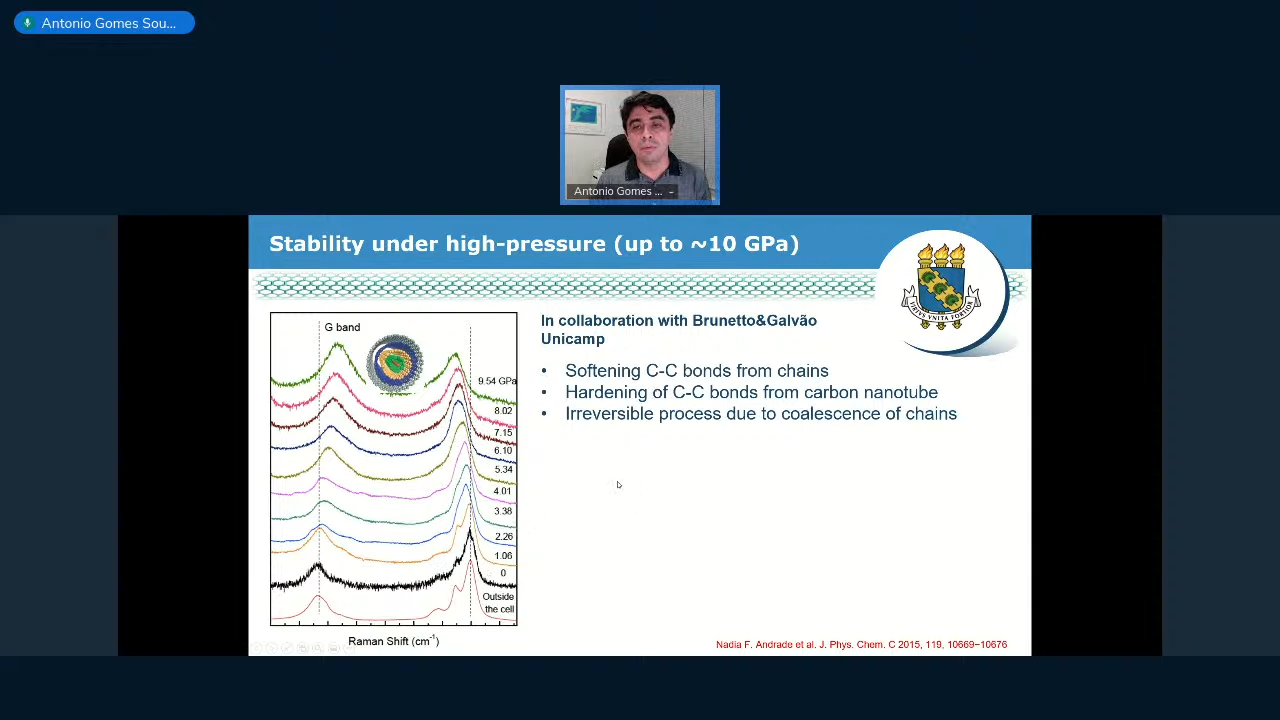 Antonio Gomes Sou...
Antonio Gomes ...
Stability under high-pressure (up to ~10 GPa)
VIRTUS UNITA FORTIOR
In collaboration with Brunetto&Galvão
Unicamp
• Softening C-C bonds from chains
• Hardening of C-C bonds from carbon nanotube
• Irreversible process due to coalescence of chains
G band
9.54 GPa
8.02
7.15
6.10
5.34
4.01
3.38
2.26
1.06
0
Outside
the cell
Raman Shift (cm⁻¹)
Nadia F. Andrade et al. J. Phys. Chem. C 2015, 119, 10669−10676